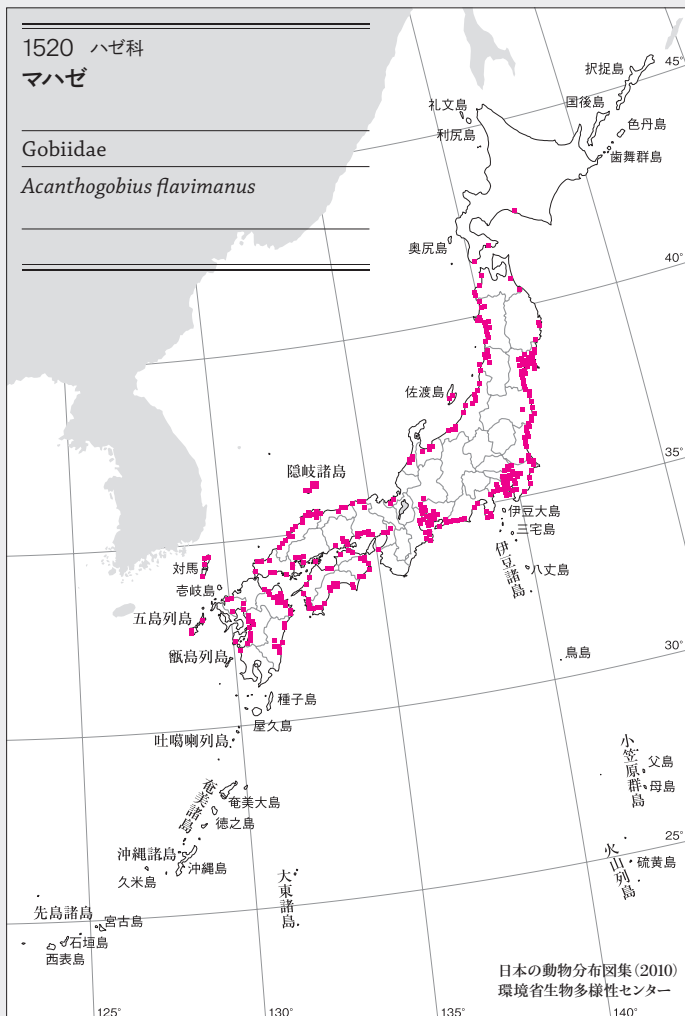 1520 ハゼ科
マハゼ
Gobiidae
Acanthogobius flavimanus
択捉島
45°
国後島
礼文島
色丹島
利尻島
歯舞群島
奥尻島
40°
佐渡島
35°
隠岐諸島
伊豆大島
三宅島
伊豆諸島
八丈島
対馬
壱岐島
五島列島
甑島列島
鳥島
30°
種子島
屋久島
吐噶喇列島
小笠原群島
父島
母島
奄美諸島
奄美大島
徳之島
25°
沖縄諸島
沖縄島
久米島
大東諸島
火山列島
硫黄島
先島諸島
宮古島
石垣島
西表島
日本の動物分布図集(2010)
環境省生物多様性センター
125°
130°
135°
140°